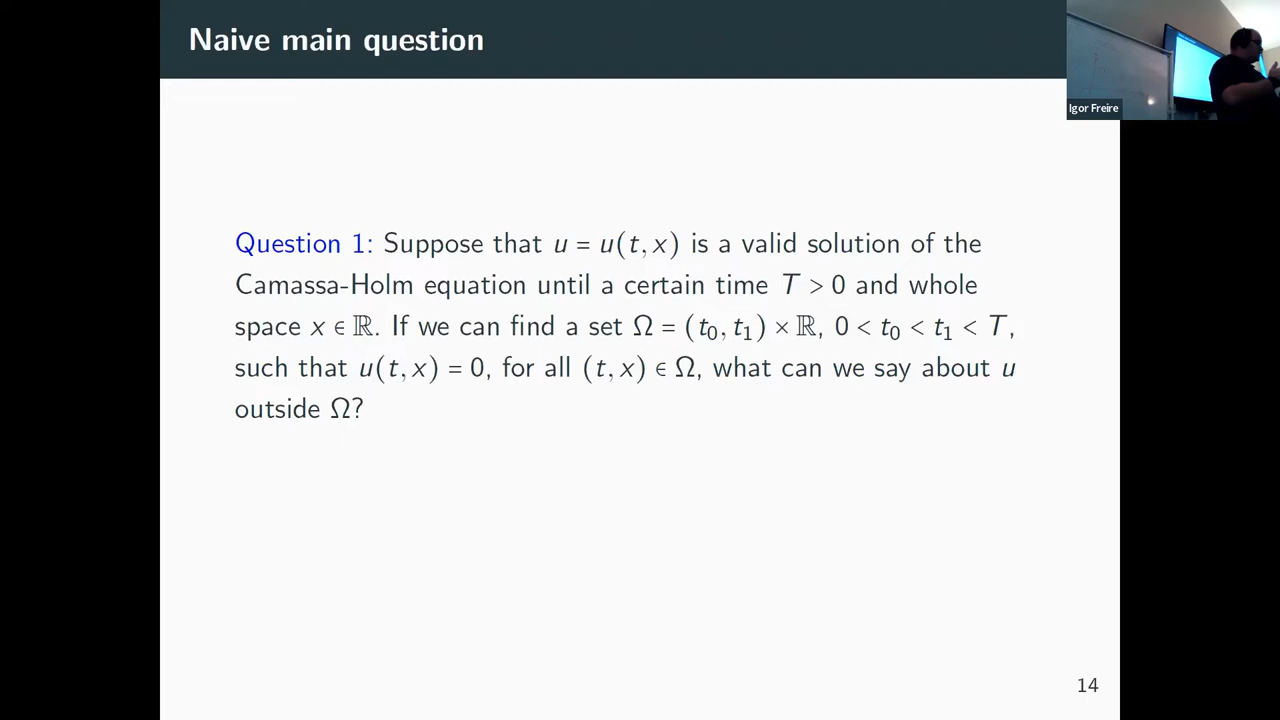 Naive main question
Igor Freire
Question 1: Suppose that u = u(t, x) is a valid solution of the
Camassa-Holm equation until a certain time T > 0 and whole
space x ∈ ℝ. If we can find a set Ω = (t₀, t₁) × ℝ, 0 < t₀ < t₁ < T,
such that u(t, x) = 0, for all (t, x) ∈ Ω, what can we say about u
outside Ω?
14